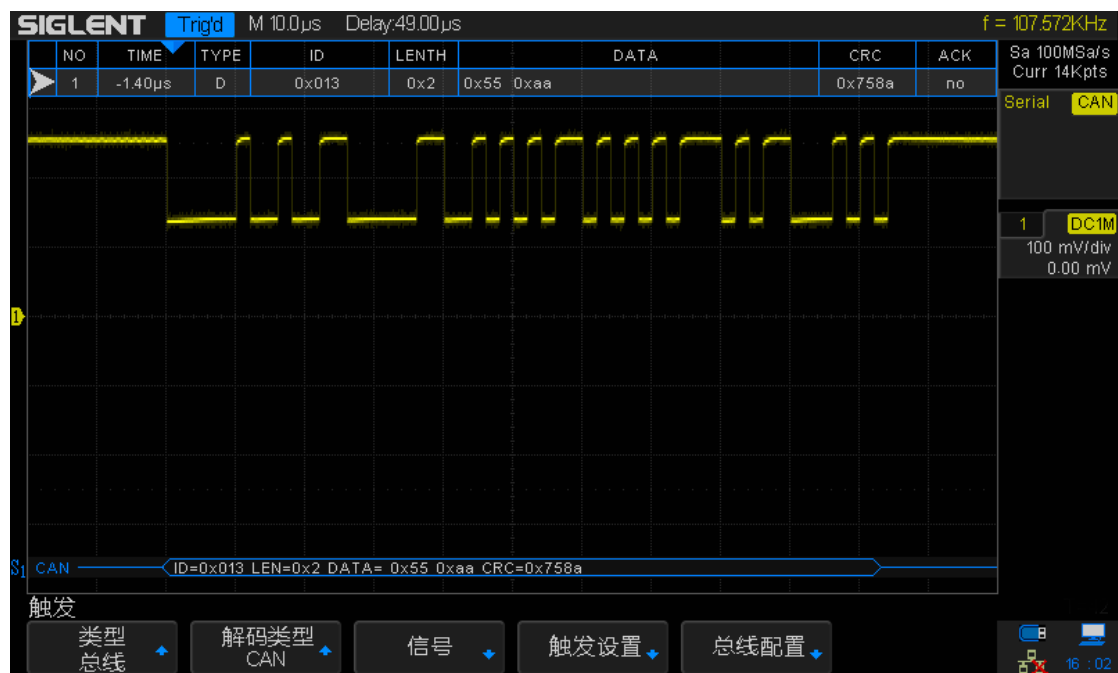 SIGLENT Trig'd M 10.0µs Delay:49.00µs f = 107.572KHz
NO TIME TYPE ID LENTH DATA CRC ACK
1 -1.40µs D 0x013 0x2 0x55 0xaa 0x758a no
Sa 100MSa/s
Curr 14Kpts
Serial CAN
1 DC1M
100 mV/div
0.00 mV
1
S1 CAN ID=0x013 LEN=0x2 DATA= 0x55 0xaa CRC=0x758a
触发
类型
总线
解码类型
CAN
信号
触发设置
总线配置
16 : 02